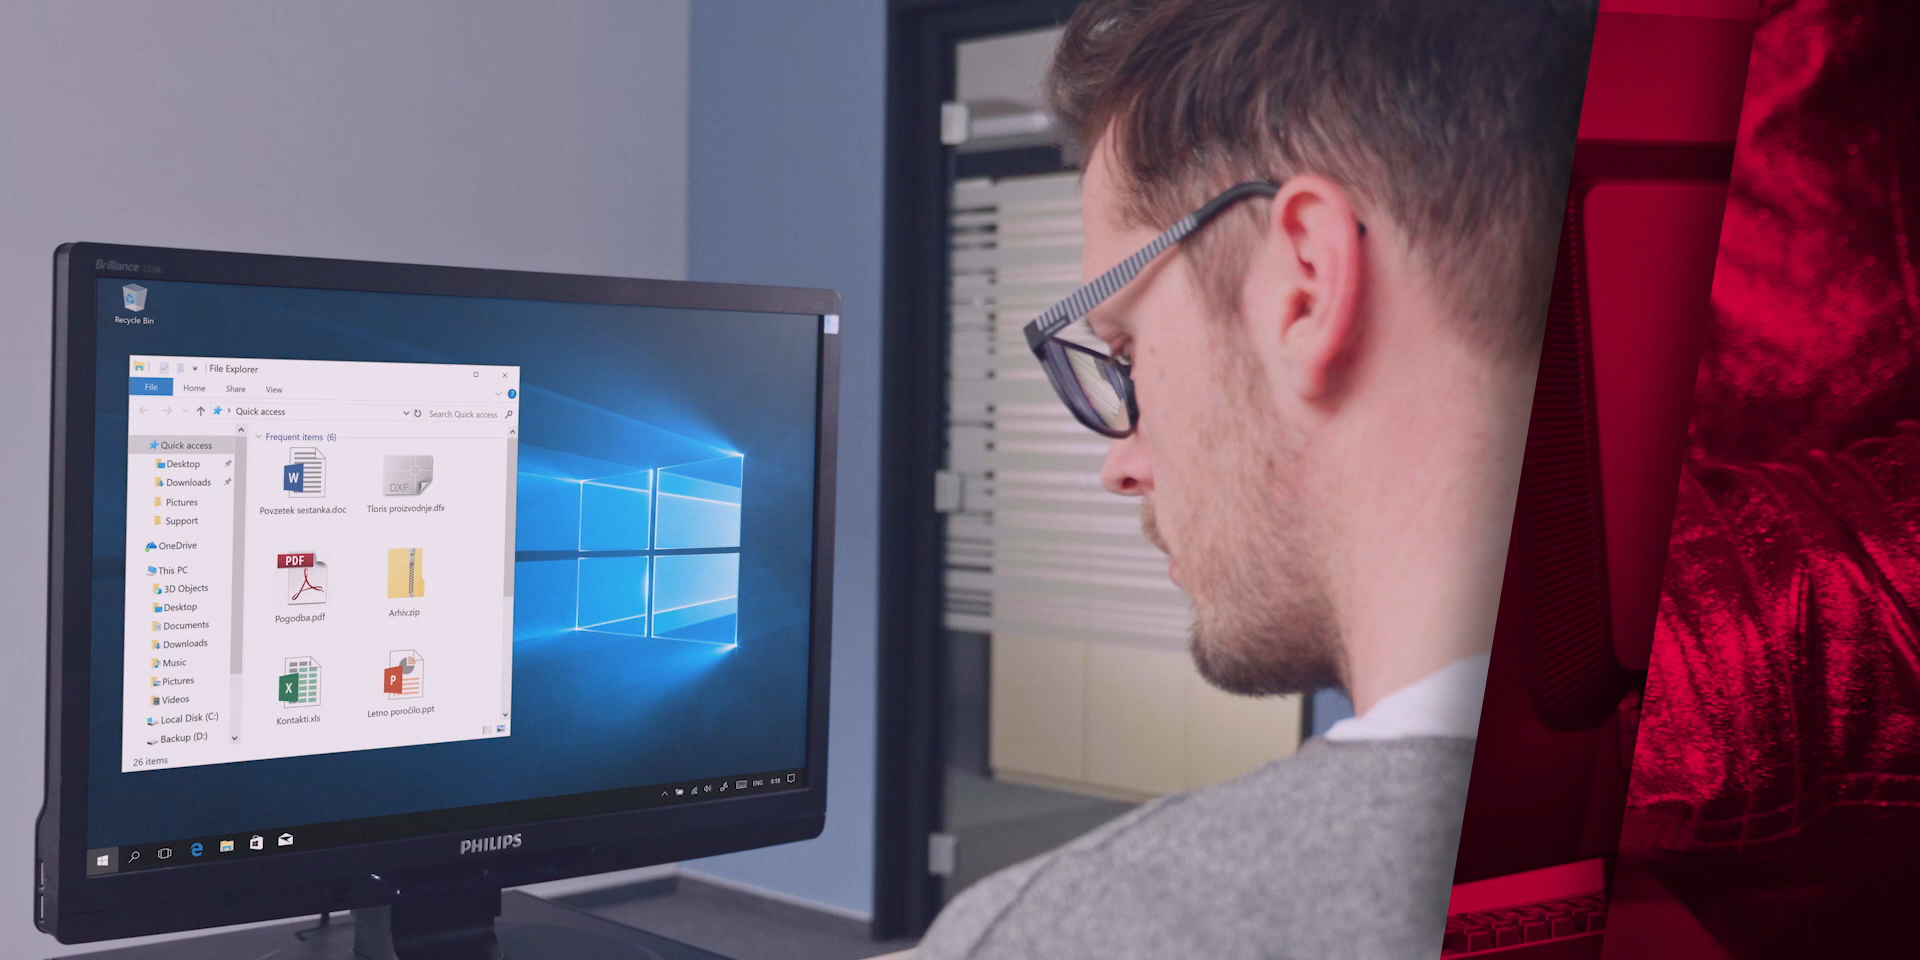 Brilliance 225BL
Recycle Bin
File Explorer
File Home Share View
Quick access
Search Quick access
Quick access
Desktop
Downloads
Pictures
Support
OneDrive
This PC
3D Objects
Desktop
Documents
Downloads
Music
Pictures
Videos
Local Disk (C:)
Backup (D:)
26 items
Frequent items (6)
W
Povzetek sestanka.doc
DXF
Tloris proizvodnje.dfx
PDF
Pogodba.pdf
Arhiv.zip
X
Kontakti.xls
P
Letno poročilo.ppt
ENG 9:18
PHILIPS